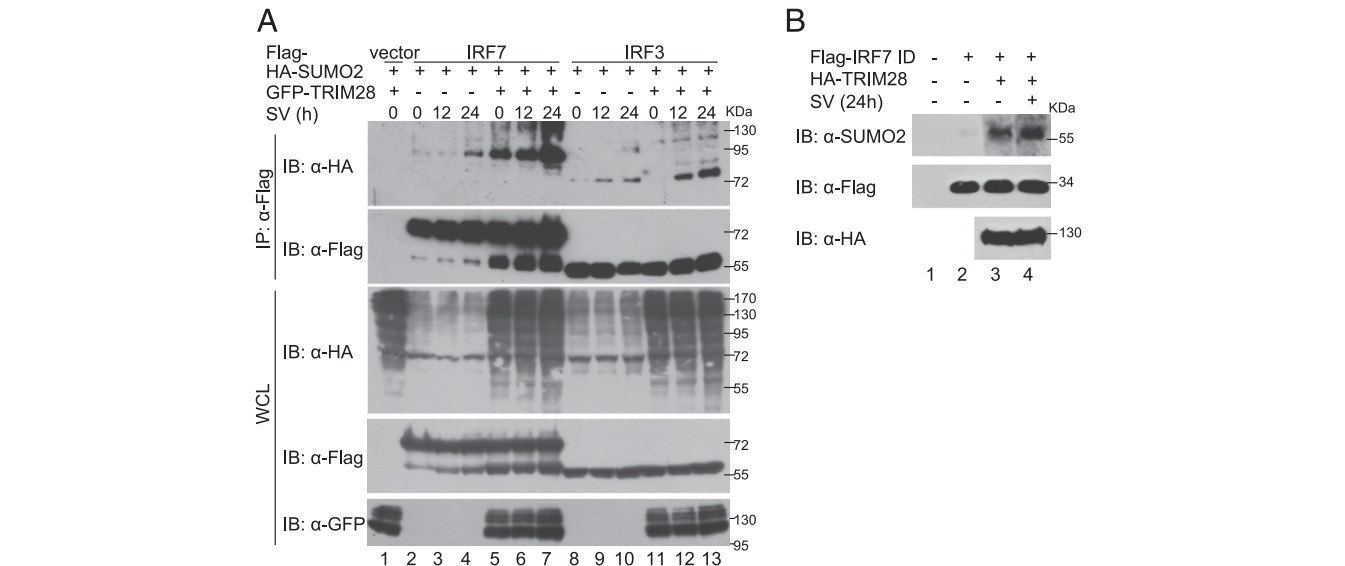 A
Flag- vector IRF7 IRF3
HA-SUMO2 + + + + + + + + + + + + +
GFP-TRIM28 + - - - + + + - - - + + +
SV (h) 0 0 12 24 0 12 24 0 12 24 0 12 24 KDa
IP: α-Flag
IB: α-HA
130
95
72
IB: α-Flag
72
55
WCL
IB: α-HA
170
130
95
72
55
IB: α-Flag
72
55
IB: α-GFP
130
95
1 2 3 4 5 6 7 8 9 10 11 12 13
B
Flag-IRF7 ID - + + +
HA-TRIM28 - - + +
SV (24h) - - - +
KDa
IB: α-SUMO2 55
IB: α-Flag 34
IB: α-HA 130
1 2 3 4